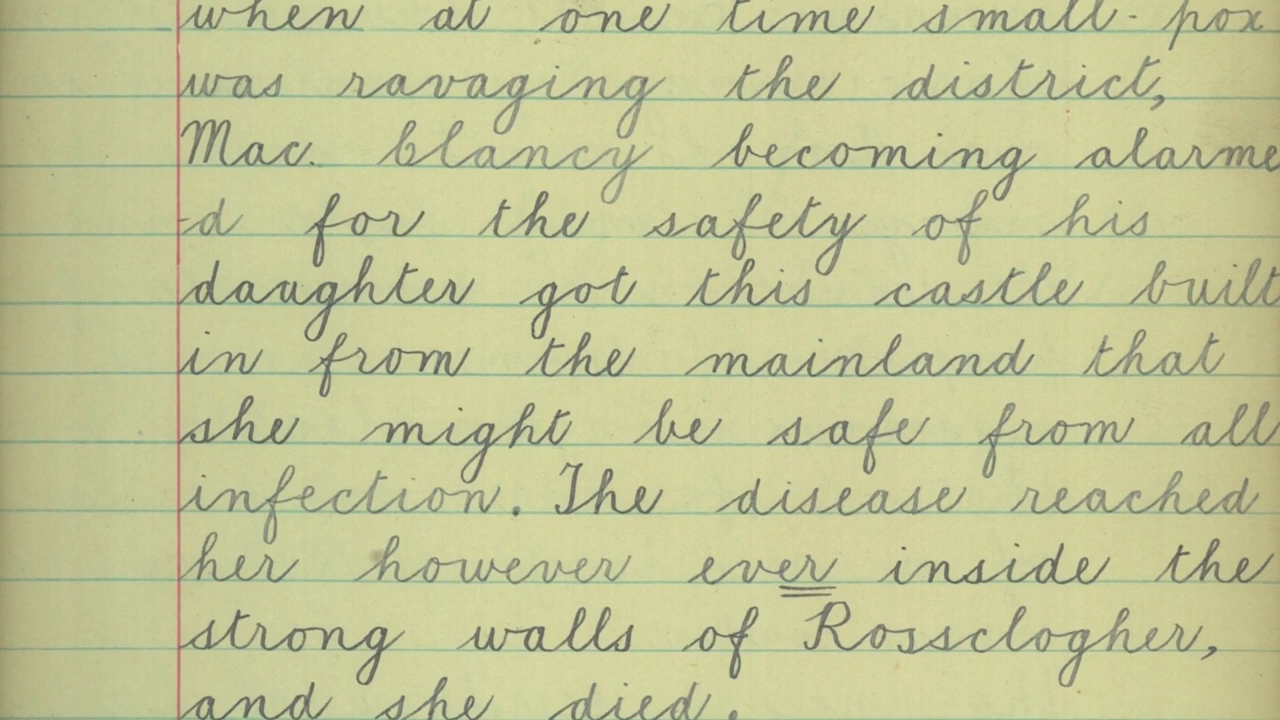 when at one time small-pox
was ravaging the district,
Mac. Clancy becoming alarme
-d for the safety of his
daughter got this castle built
in from the mainland that
she might be safe from all
infection. The disease reached
her however ever inside the
strong walls of Rossclogher,
and she died.